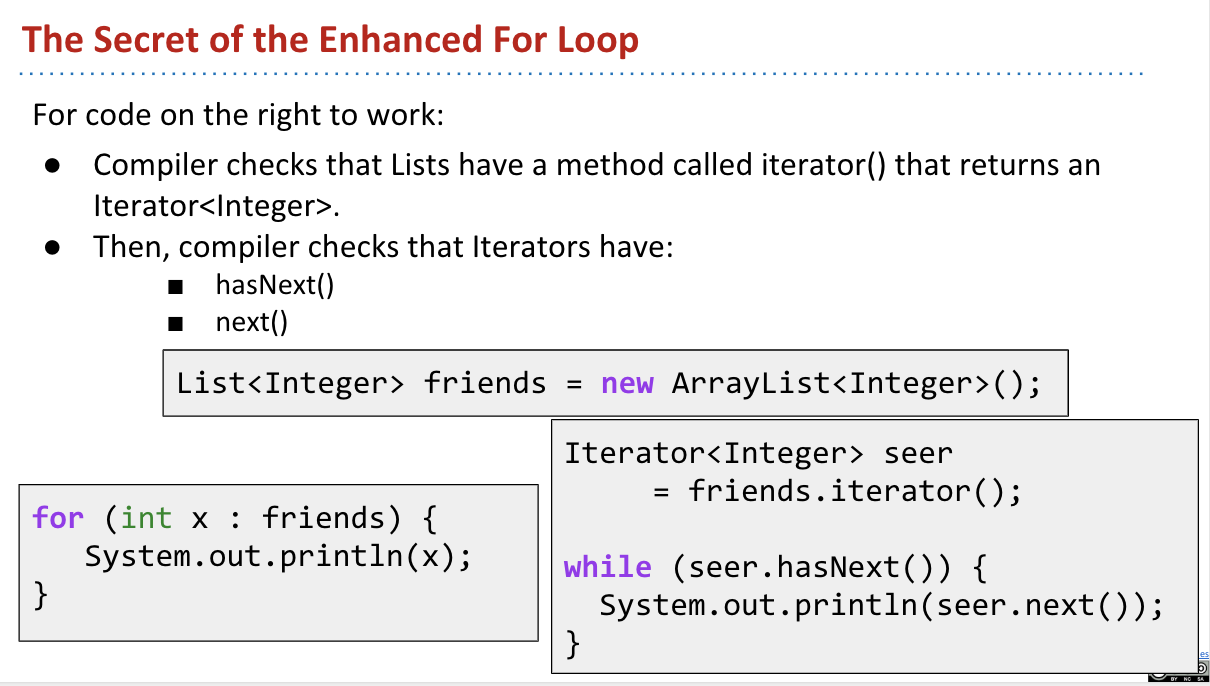 The Secret of the Enhanced For Loop
For code on the right to work:
● Compiler checks that Lists have a method called iterator() that returns an
Iterator<Integer>.
● Then, compiler checks that Iterators have:
■ hasNext()
■ next()
List<Integer> friends = new ArrayList<Integer>();
for (int x : friends) {
   System.out.println(x);
}
Iterator<Integer> seer
     = friends.iterator();
while (seer.hasNext()) {
  System.out.println(seer.next());
}
es
BY NC SA